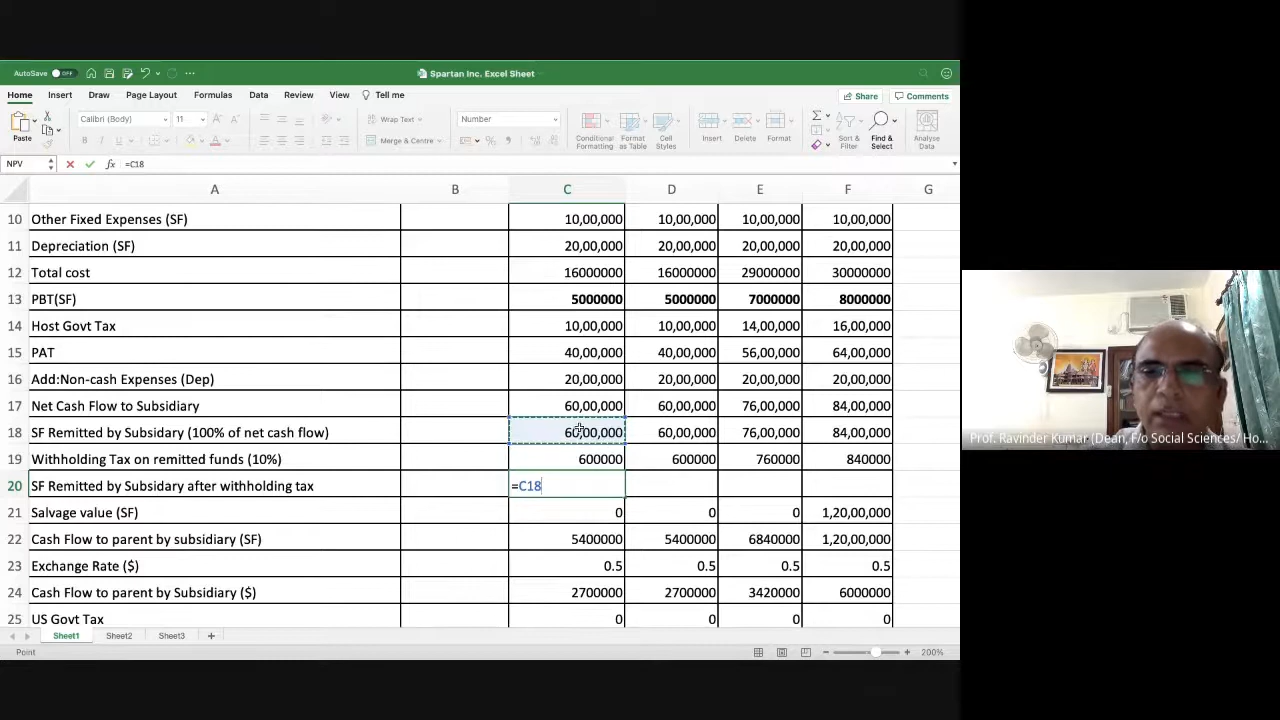 AutoSave OFF
Spartan Inc. Excel Sheet
Home Insert Draw Page Layout Formulas Data Review View Tell me
Share Comments
Paste
Calibri (Body) 11
Wrap Text
Merge & Centre
Number
Conditional Formatting
Format as Table
Cell Styles
Insert Delete Format
Sort & Filter
Find & Select
Analyse Data
NPV fx =C18
A B C D E F G
10 Other Fixed Expenses (SF) 10,00,000 10,00,000 10,00,000 10,00,000
11 Depreciation (SF) 20,00,000 20,00,000 20,00,000 20,00,000
12 Total cost 16000000 16000000 29000000 30000000
13 PBT(SF) 5000000 5000000 7000000 8000000
14 Host Govt Tax 10,00,000 10,00,000 14,00,000 16,00,000
15 PAT 40,00,000 40,00,000 56,00,000 64,00,000
16 Add:Non-cash Expenses (Dep) 20,00,000 20,00,000 20,00,000 20,00,000
17 Net Cash Flow to Subsidiary 60,00,000 60,00,000 76,00,000 84,00,000
18 SF Remitted by Subsidary (100% of net cash flow) 60,00,000 60,00,000 76,00,000 84,00,000
19 Withholding Tax on remitted funds (10%) 600000 600000 760000 840000
20 SF Remitted by Subsidary after withholding tax =C18
21 Salvage value (SF) 0 0 0 1,20,00,000
22 Cash Flow to parent by subsidiary (SF) 5400000 5400000 6840000 1,20,00,000
23 Exchange Rate ($) 0.5 0.5 0.5 0.5
24 Cash Flow to parent by Subsidiary ($) 2700000 2700000 3420000 6000000
25 US Govt Tax 0 0 0 0
Sheet1 Sheet2 Sheet3 +
Point 200%
Prof. Ravinder Kumar (Dean, F/o Social Sciences/ Ho...